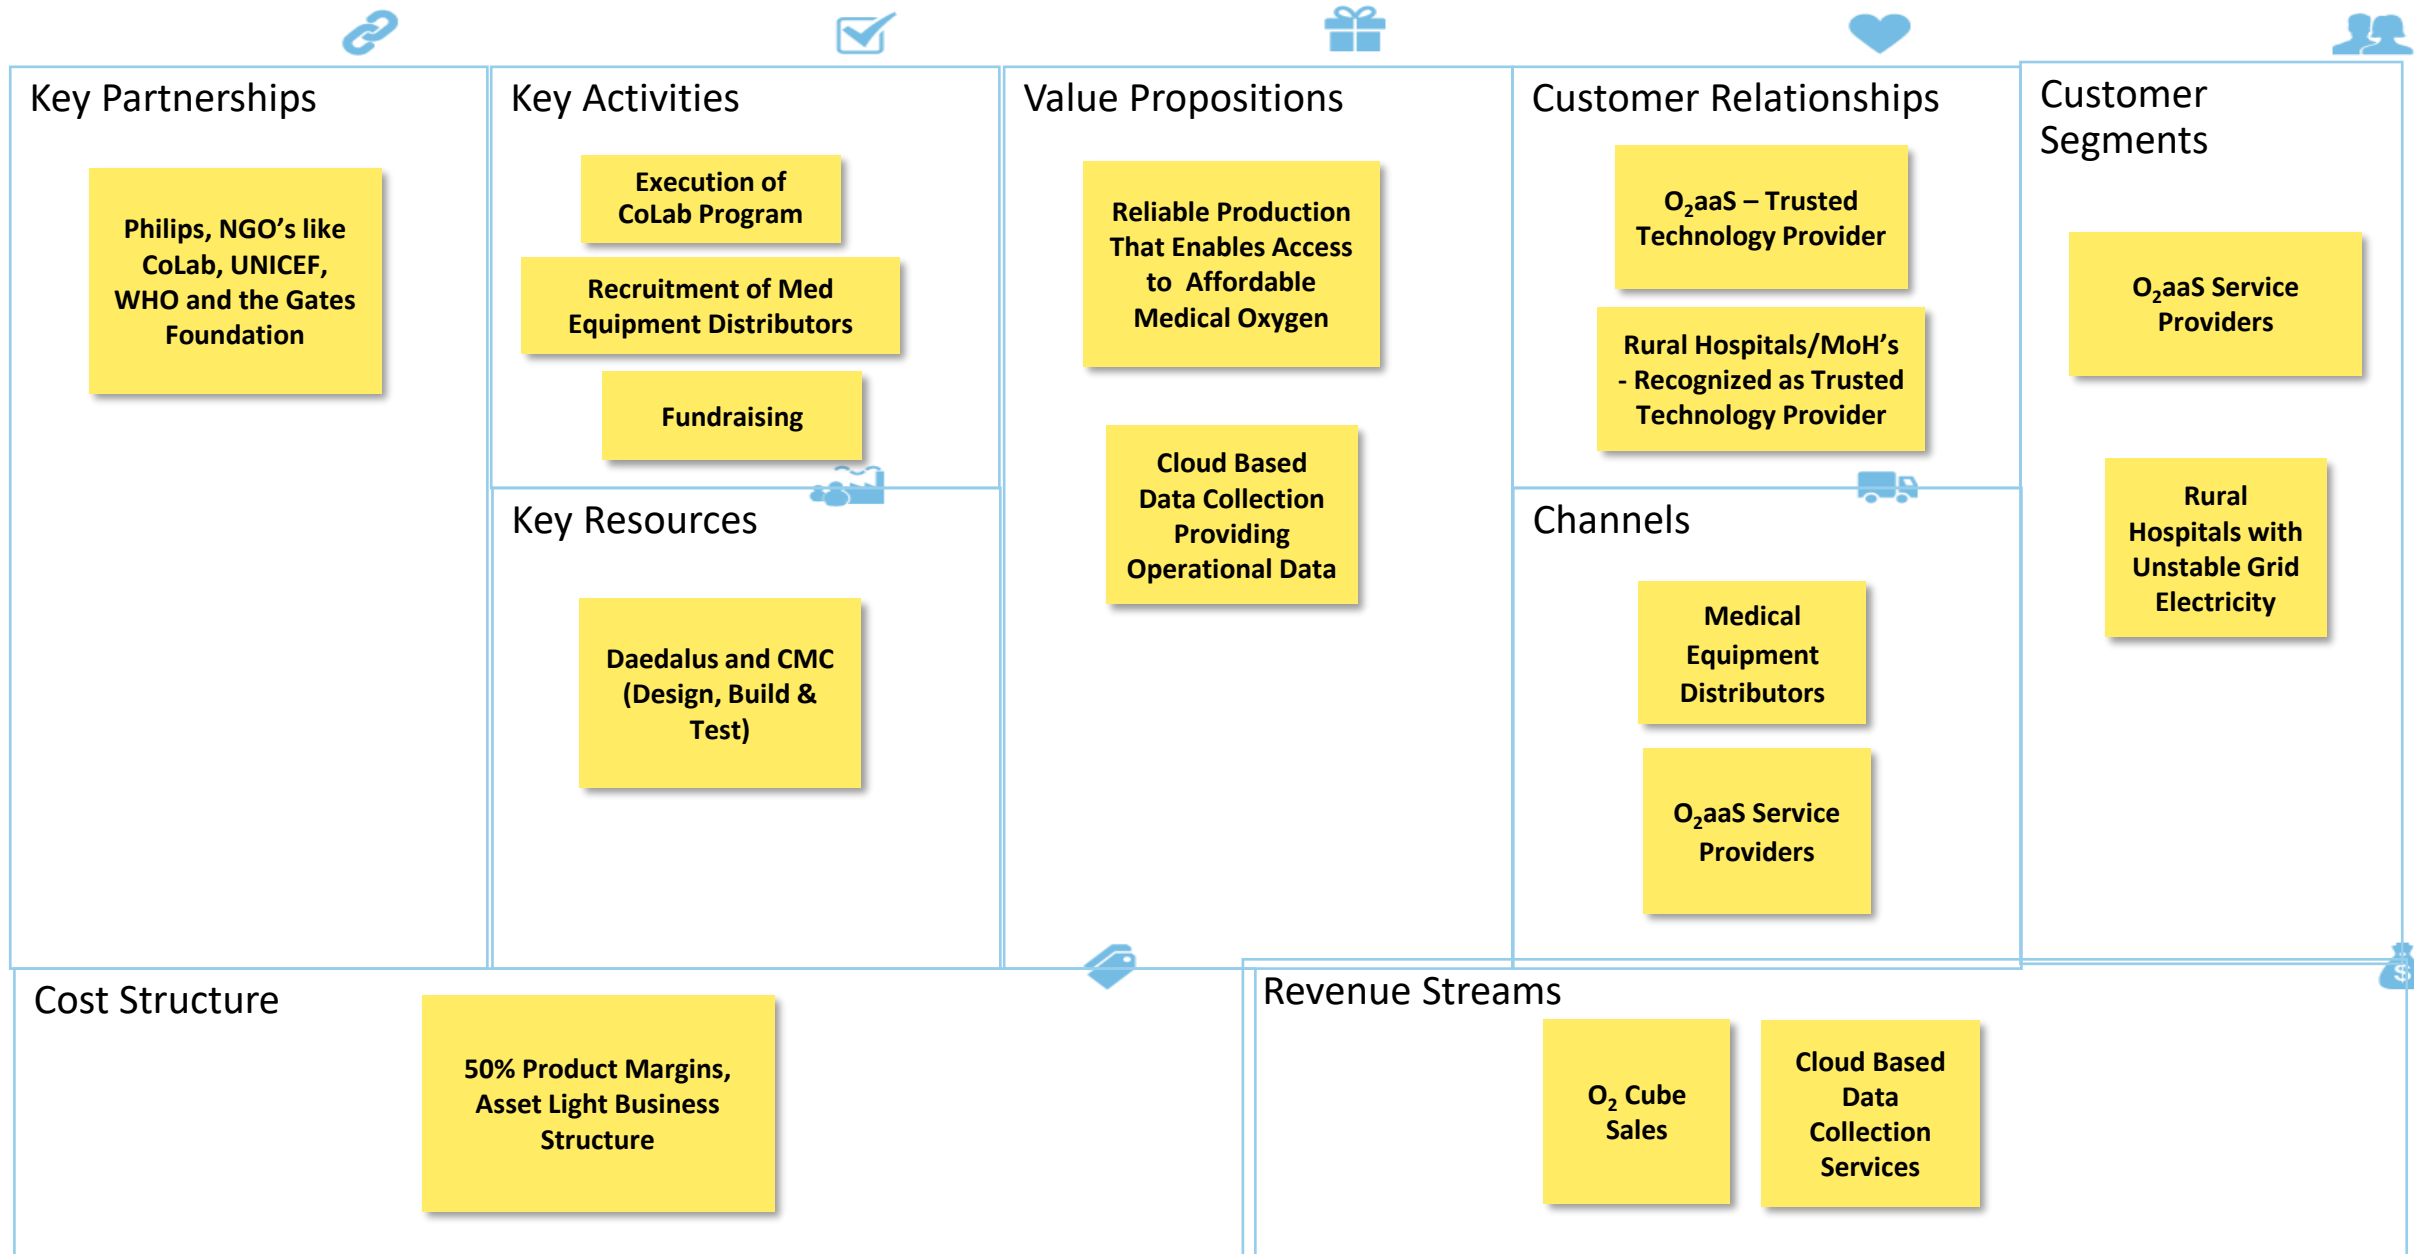 Key Partnerships
Philips, NGO’s like
CoLab, UNICEF,
WHO and the Gates
Foundation
Key Activities
Execution of
CoLab Program
Recruitment of Med
Equipment Distributors
Fundraising
Key Resources
Daedalus and CMC
(Design, Build &
Test)
Value Propositions
Reliable Production
That Enables Access
to Affordable
Medical Oxygen
Cloud Based
Data Collection
Providing
Operational Data
Customer Relationships
O₂aaS – Trusted
Technology Provider
Rural Hospitals/MoH’s
- Recognized as Trusted
Technology Provider
Channels
Medical
Equipment
Distributors
O₂aaS Service
Providers
Customer
Segments
O₂aaS Service
Providers
Rural
Hospitals with
Unstable Grid
Electricity
Cost Structure
50% Product Margins,
Asset Light Business
Structure
Revenue Streams
O₂ Cube
Sales
Cloud Based
Data
Collection
Services
$